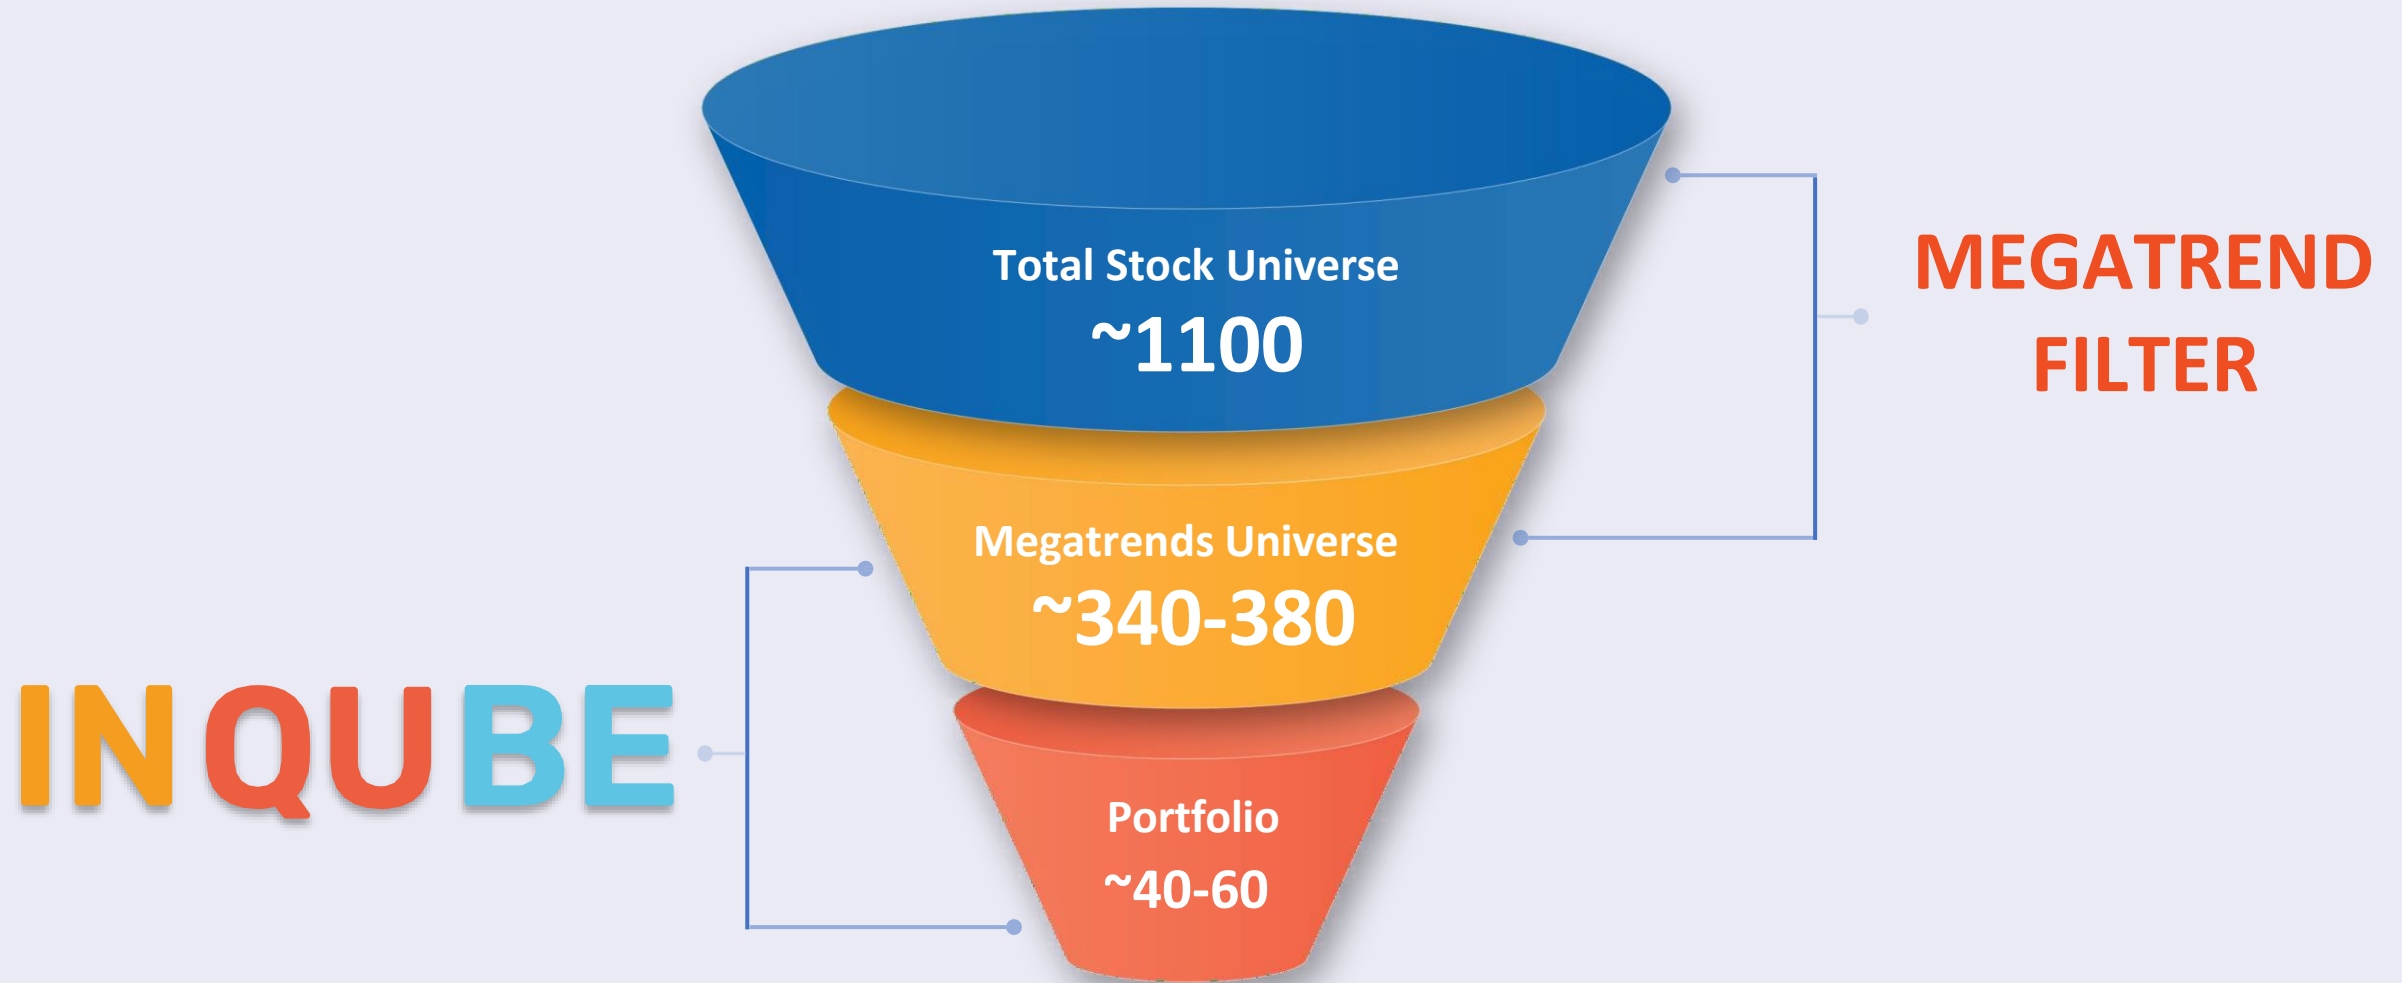 Total Stock Universe
~1100
MEGATREND
FILTER
Megatrends Universe
~340-380
INQUBE
Portfolio
~40-60